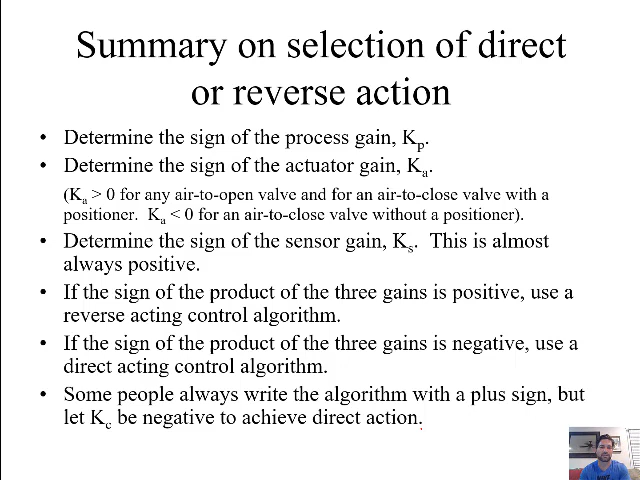 Summary on selection of direct
or reverse action
• Determine the sign of the process gain, Kp.
• Determine the sign of the actuator gain, Ka.
(Ka > 0 for any air-to-open valve and for an air-to-close valve with a
positioner. Ka < 0 for an air-to-close valve without a positioner).
• Determine the sign of the sensor gain, Ks. This is almost
always positive.
• If the sign of the product of the three gains is positive, use a
reverse acting control algorithm.
• If the sign of the product of the three gains is negative, use a
direct acting control algorithm.
• Some people always write the algorithm with a plus sign, but
let Kc be negative to achieve direct action.